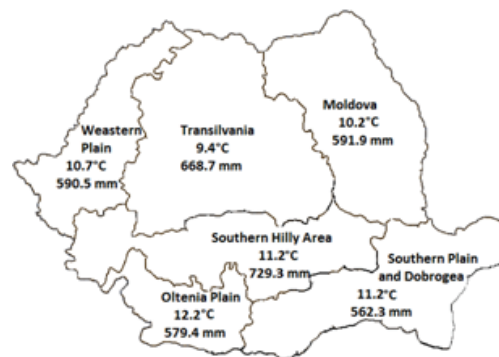 Moldova
10.2°C
591.9 mm
Weastern
Plain
10.7°C
590.5 mm
Transilvania
9.4°C
668.7 mm
Southern Hilly Area
11.2°C
729.3 mm
Southern Plain
and Dobrogea
11.2°C
562.3 mm
Oltenia Plain
12.2°C
579.4 mm